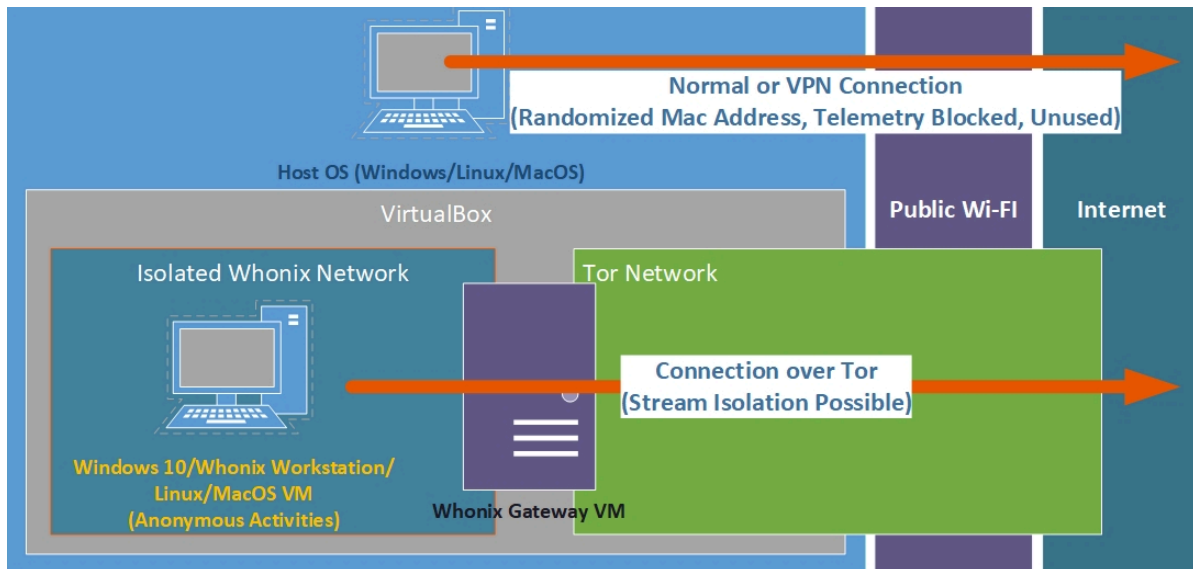 Normal or VPN Connection
(Randomized Mac Address, Telemetry Blocked, Unused)
Host OS (Windows/Linux/MacOS)
VirtualBox
Public Wi-FI
Internet
Isolated Whonix Network
Tor Network
Connection over Tor
(Stream Isolation Possible)
Windows 10/Whonix Workstation/
Linux/MacOS VM
(Anonymous Activities)
Whonix Gateway VM